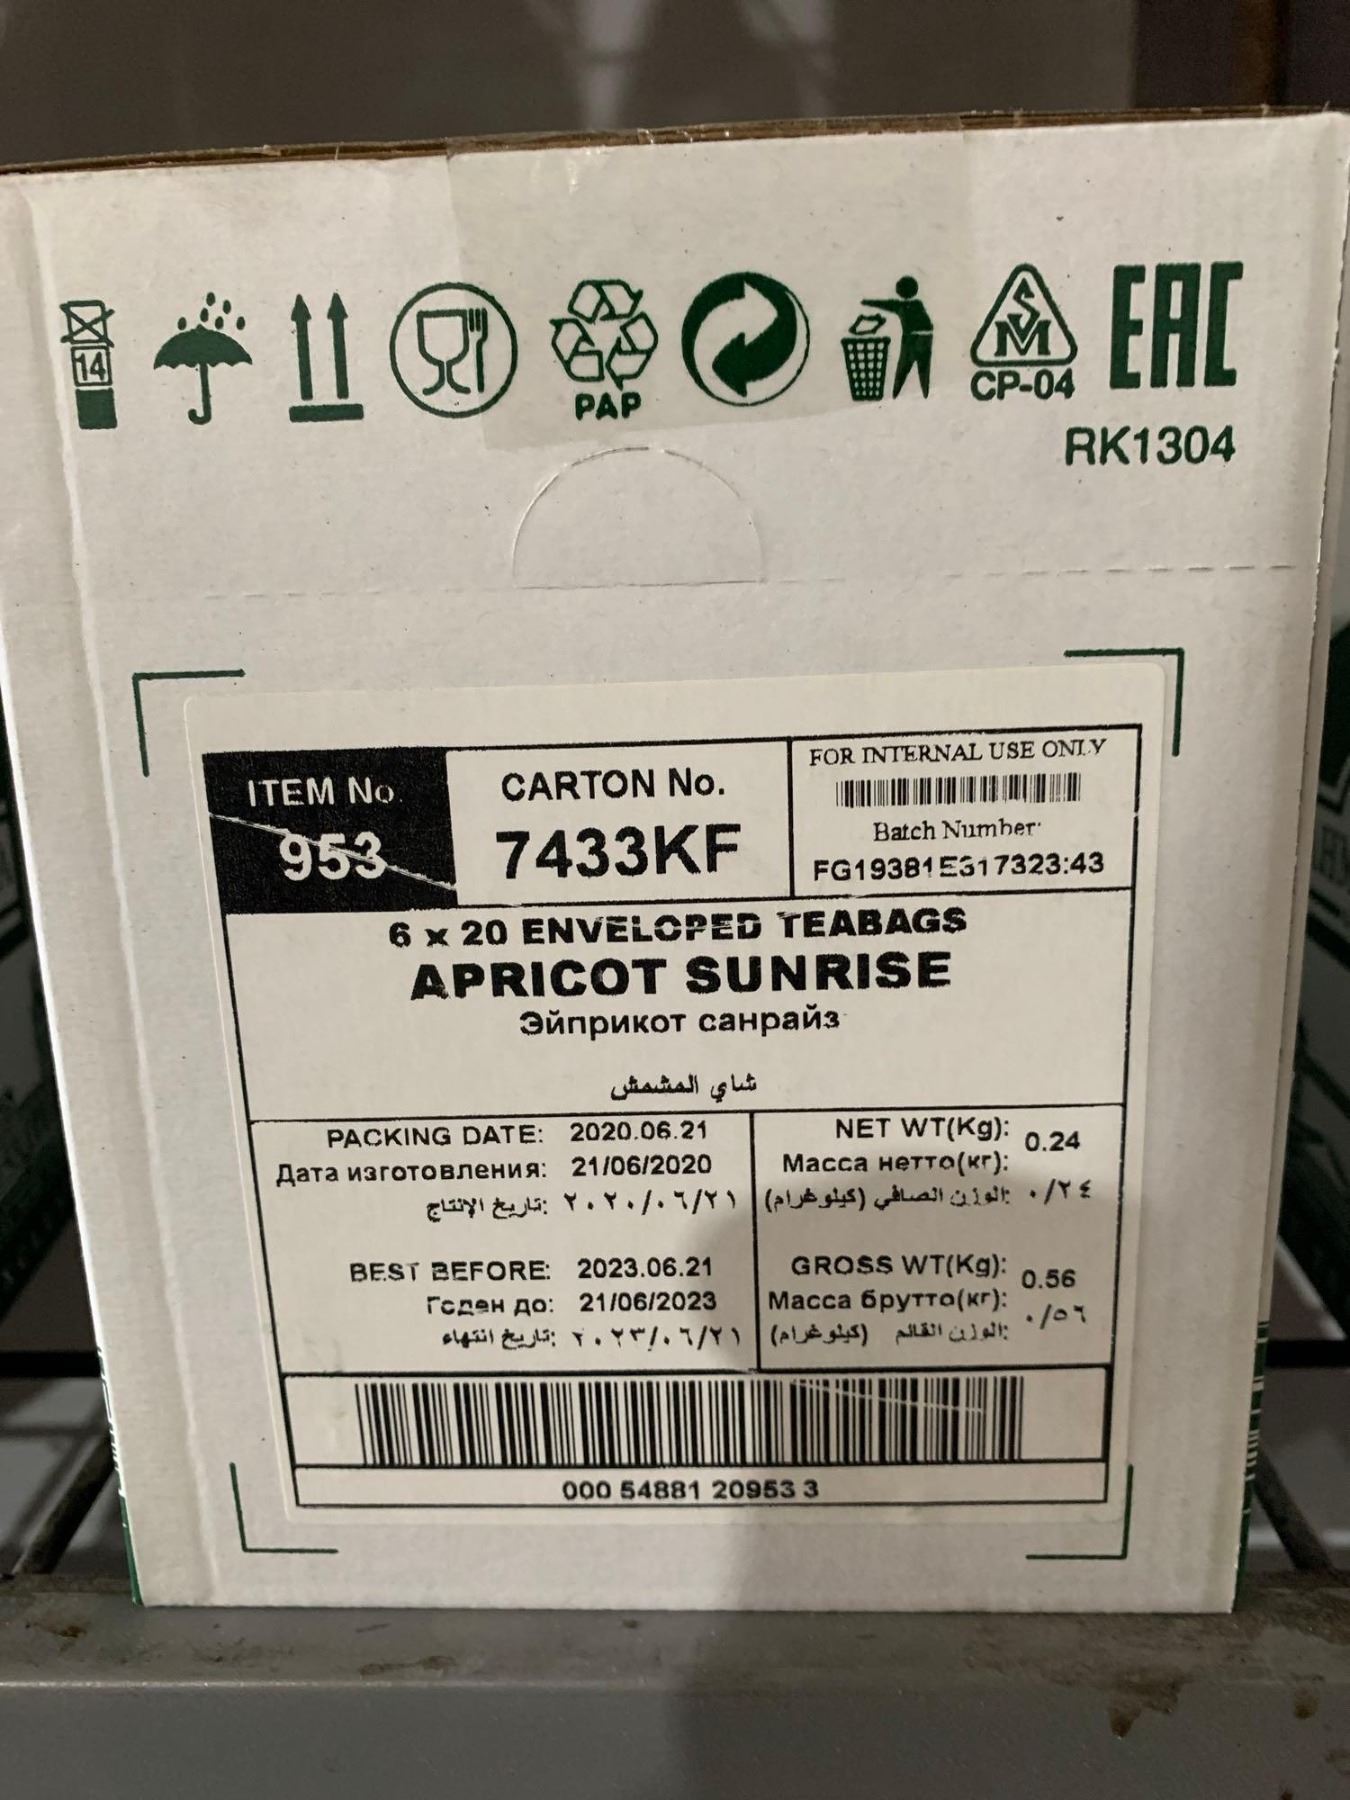 14
PAP
SM
CP-04
EAC
RK1304
ITEM No.
953
CARTON No.
7433KF
FOR INTERNAL USE ONLY
Batch Number:
FG19381E317323:43
6 x 20 ENVELOPED TEABAGS
APRICOT SUNRISE
Эйприкот санрайз
شاي المشمش
PACKING DATE: 2020.06.21
Дата изготовления: 21/06/2020
تاريخ الإنتاج: ٢٠٢٠/٠٦/٢١
BEST BEFORE: 2023.06.21
Годен до: 21/06/2023
تاريخ انتهاء: ٢٠٢٣/٠٦/٢١
NET WT(Kg): 0.24
Масса нетто(кг):
الوزن الصافي (كيلوغرام): ٠/٢٤
GROSS WT(Kg): 0.56
Масса брутто(кг):
الوزن القائم (كيلوغرام): ٠/٥٦
000 54881 20953 3